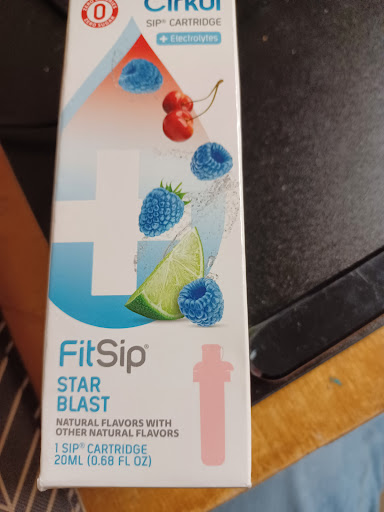 0
Cirkul
SIP® CARTRIDGE
+ Electrolytes
FitSip®
STAR
BLAST
NATURAL FLAVORS WITH
OTHER NATURAL FLAVORS
1 SIP® CARTRIDGE
20ML (0.68 FL OZ)